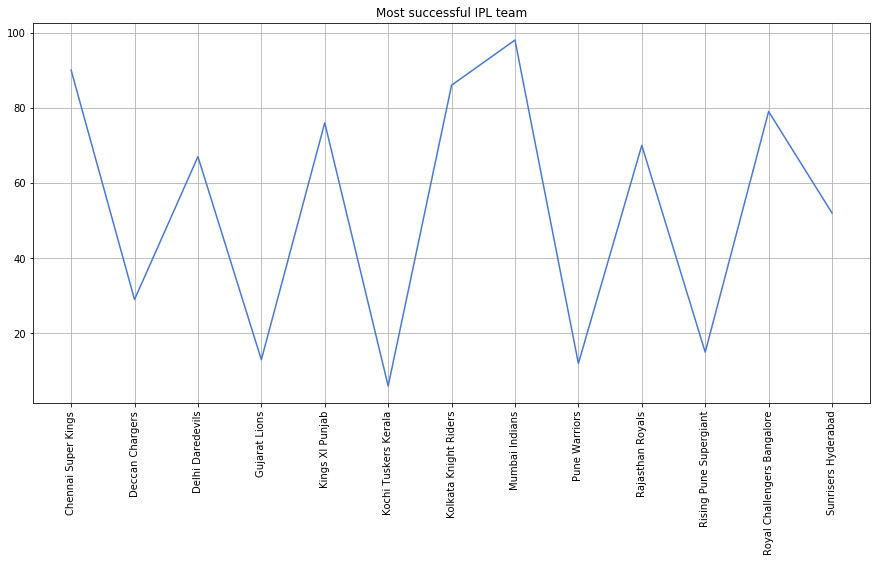 Most successful IPL team
100
80
60
40
20
Chennai Super Kings
Deccan Chargers
Delhi Daredevils
Gujarat Lions
Kings XI Punjab
Kochi Tuskers Kerala
Kolkata Knight Riders
Mumbai Indians
Pune Warriors
Rajasthan Royals
Rising Pune Supergiant
Royal Challengers Bangalore
Sunrisers Hyderabad